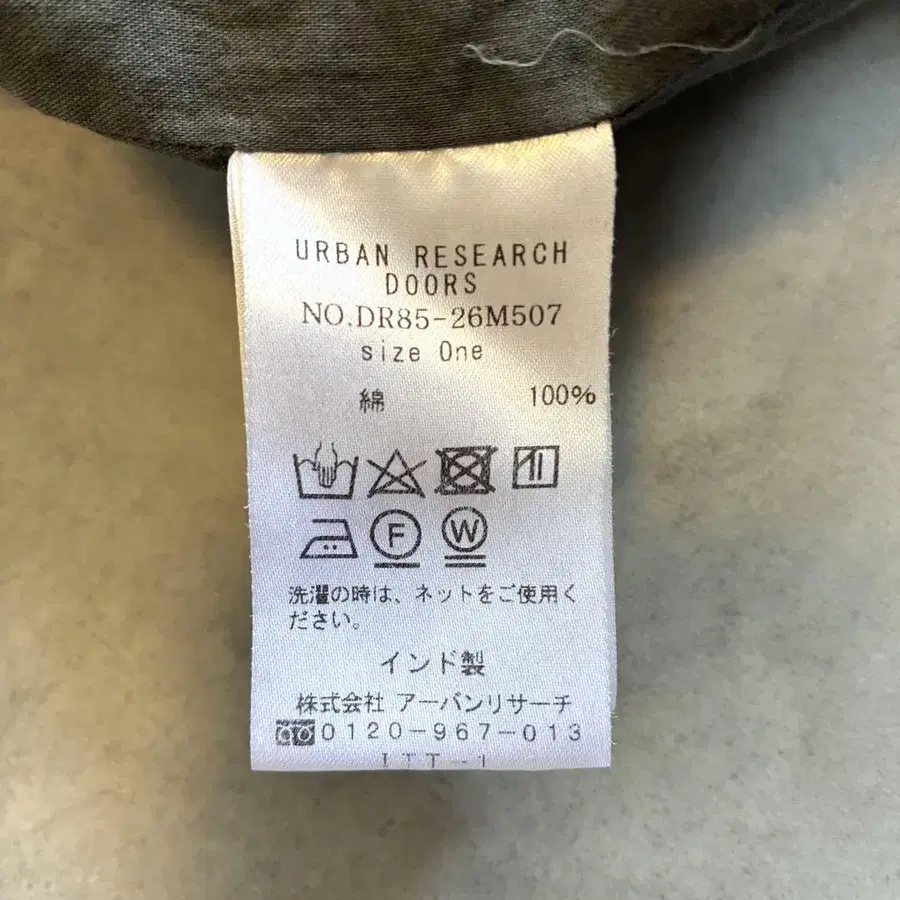 URBAN RESEARCH
DOORS
NO.DR85-26M507
size One
綿 100%
F W
洗濯の時は、ネットをご使用く
ださい。
インド製
株式会社 アーバンリサーチ
0120-967-013